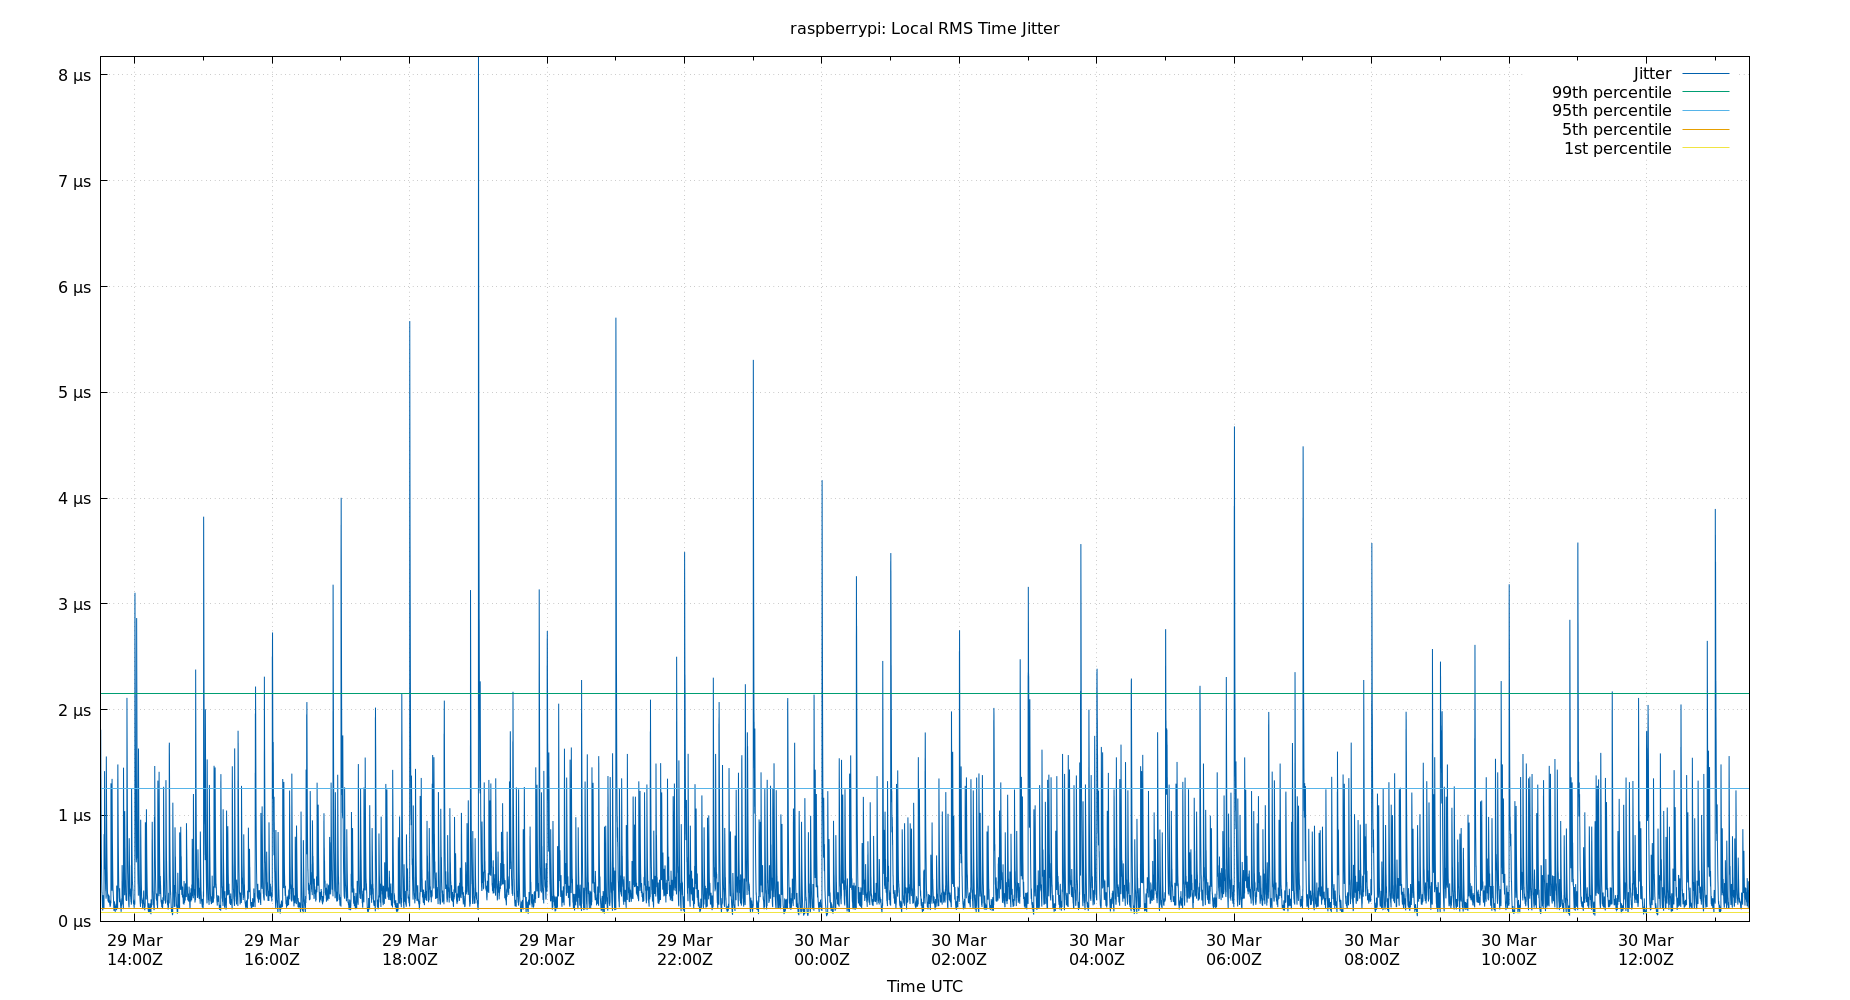 raspberrypi: Local RMS Time Jitter
8 µs
7 µs
6 µs
5 µs
4 µs
3 µs
2 µs
1 µs
0 µs
Jitter
99th percentile
95th percentile
5th percentile
1st percentile
29 Mar
14:00Z
29 Mar
16:00Z
29 Mar
18:00Z
29 Mar
20:00Z
29 Mar
22:00Z
30 Mar
00:00Z
30 Mar
02:00Z
30 Mar
04:00Z
30 Mar
06:00Z
30 Mar
08:00Z
30 Mar
10:00Z
30 Mar
12:00Z
Time UTC